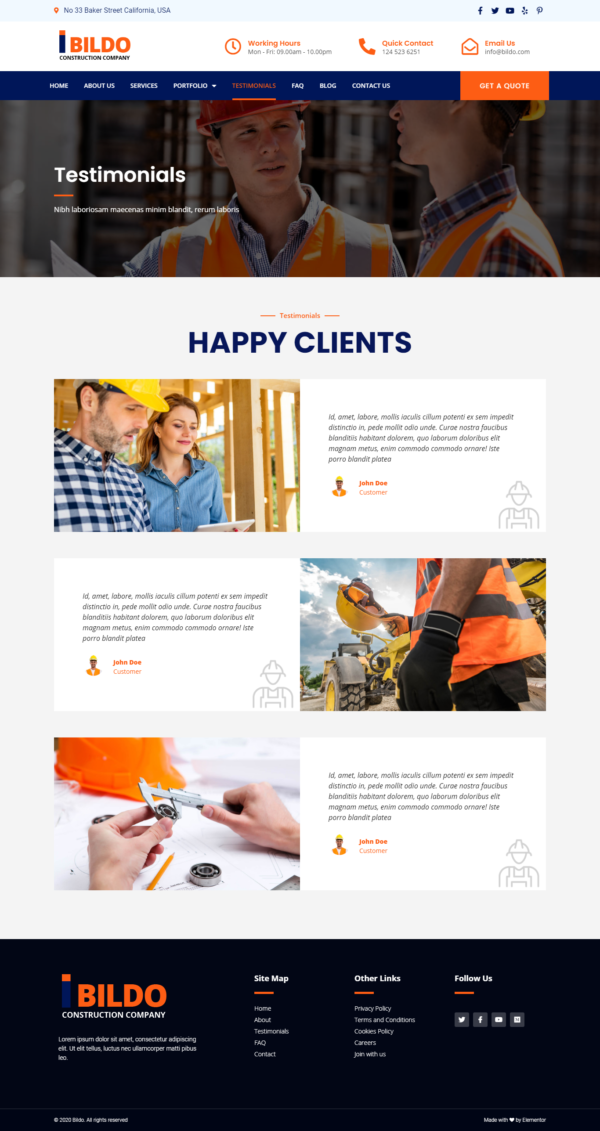 No 33 Baker Street California, USA
BILDO
CONSTRUCTION COMPANY
Working Hours
Mon - Fri: 09.00am - 10.00pm
Quick Contact
124 523 6251
Email Us
info@bildo.com
HOME ABOUT US SERVICES PORTFOLIO TESTIMONIALS FAQ BLOG CONTACT US GET A QUOTE
Testimonials
Nibh laboriosam maecenas minim blandit, rerum laboris
Testimonials
HAPPY CLIENTS
Id, amet, labore, mollis iaculis cillum potenti ex sem impedit
distinctio in, pede mollit odio unde. Curae nostra faucibus
blanditiis habitant dolorem, quo laborum doloribus elit
magnam metus, enim commodo commodo ornare! Iste
porro blandit platea
John Doe
Customer
Id, amet, labore, mollis iaculis cillum potenti ex sem impedit
distinctio in, pede mollit odio unde. Curae nostra faucibus
blanditiis habitant dolorem, quo laborum doloribus elit
magnam metus, enim commodo commodo ornare! Iste
porro blandit platea
John Doe
Customer
Id, amet, labore, mollis iaculis cillum potenti ex sem impedit
distinctio in, pede mollit odio unde. Curae nostra faucibus
blanditiis habitant dolorem, quo laborum doloribus elit
magnam metus, enim commodo commodo ornare! Iste
porro blandit platea
John Doe
Customer
BILDO
CONSTRUCTION COMPANY
Lorem ipsum dolor sit amet, consectetur adipiscing
elit. Ut elit tellus, luctus nec ullamcorper matti pibus
leo.
Site Map
Home
About
Testimonials
FAQ
Contact
Other Links
Privacy Policy
Terms and Conditions
Cookies Policy
Careers
Join with us
Follow Us
© 2020 Bildo. All rights reserved
Made with ❤ by Elementor